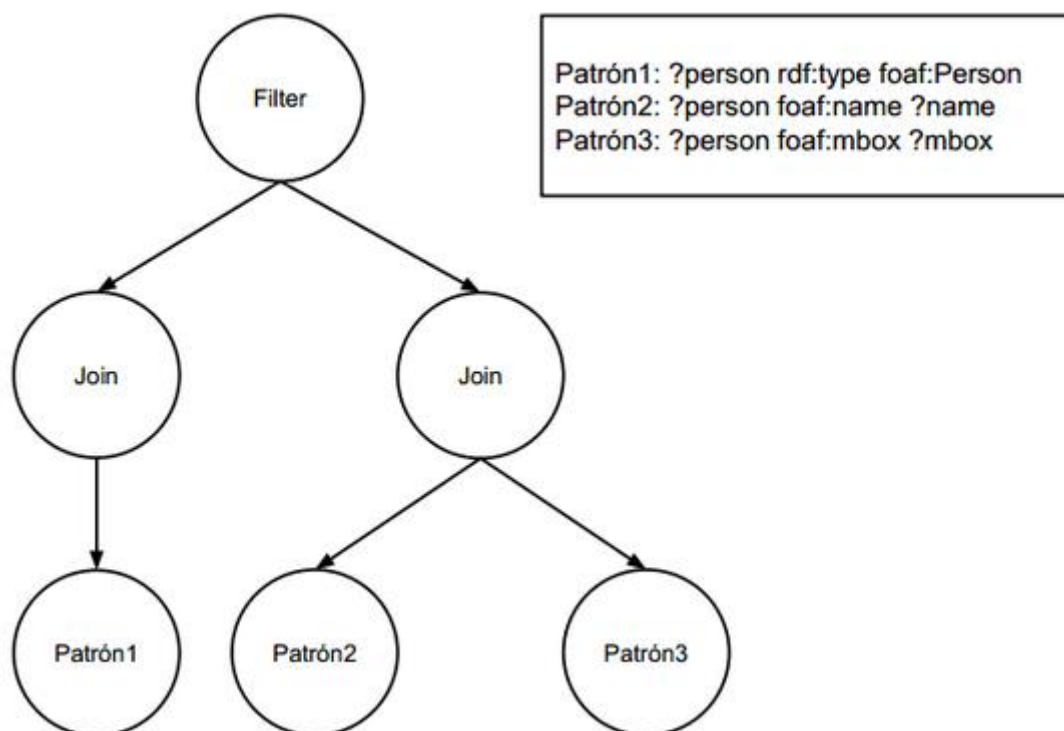 Filter
Patrón1: ?person rdf:type foaf:Person
Patrón2: ?person foaf:name ?name
Patrón3: ?person foaf:mbox ?mbox
Join
Join
Patrón1
Patrón2
Patrón3